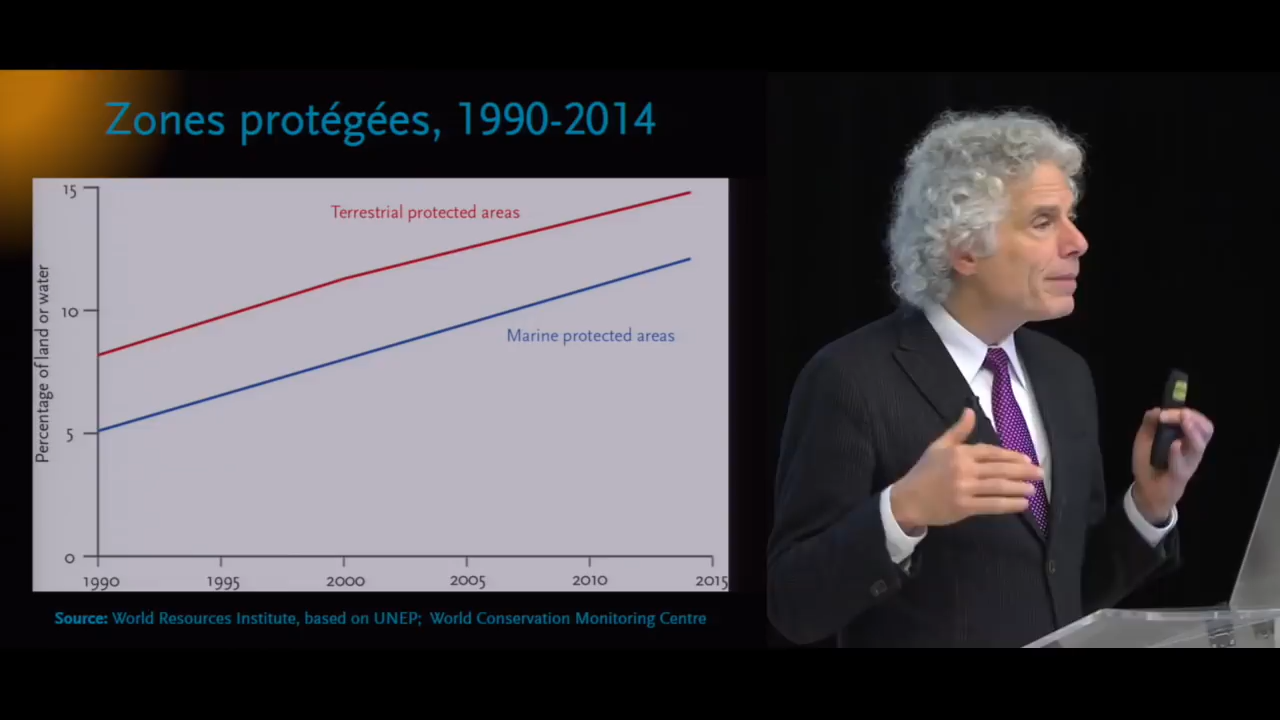 Zones protégées, 1990-2014
15
Terrestrial protected areas
10
Marine protected areas
5
0
Percentage of land or water
1990 1995 2000 2005 2010 2015
Source: World Resources Institute, based on UNEP; World Conservation Monitoring Centre